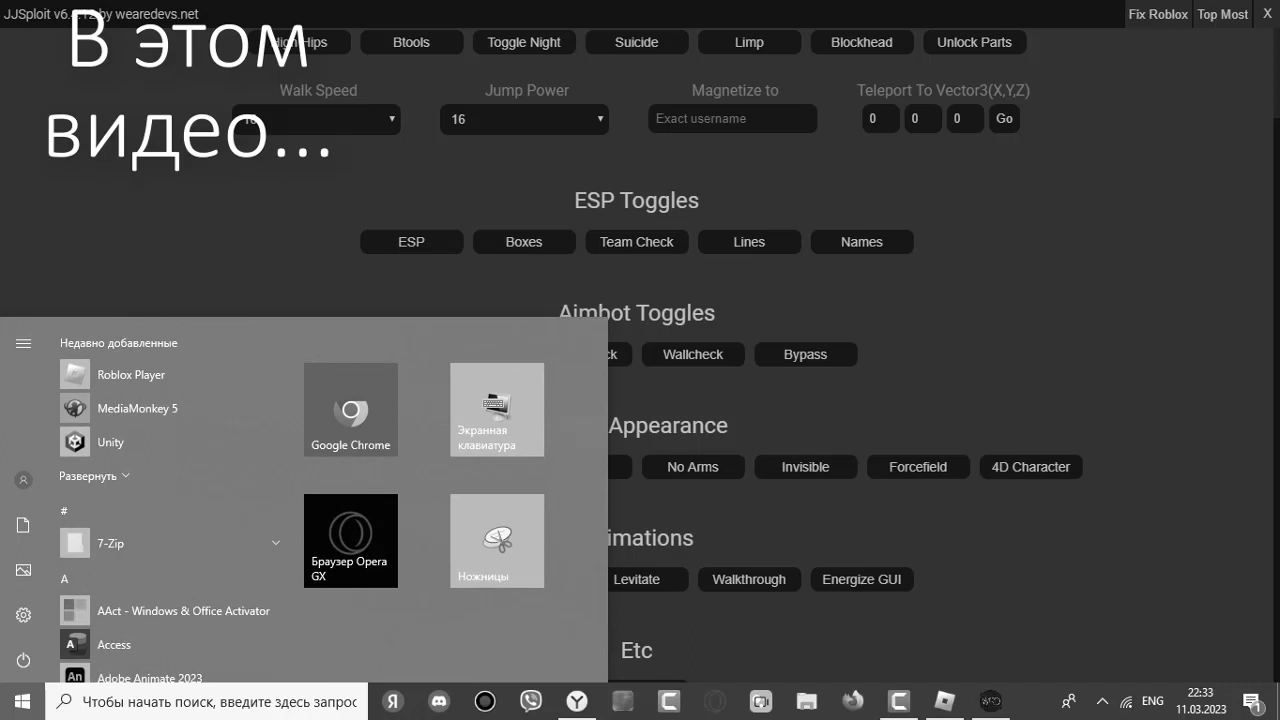 JJSploit v6.4.12 by wearedevs.net
Fix Roblox
Top Most
X
В этом
видео...
Btools
Toggle Night
Suicide
Limp
Blockhead
Unlock Parts
Walk Speed
Jump Power
Magnetize to
Teleport To Vector3(X,Y,Z)
16
Exact username
0
0
0
Go
ESP Toggles
ESP
Boxes
Team Check
Lines
Names
Aimbot Toggles
Wallcheck
Bypass
Appearance
No Arms
Invisible
Forcefield
4D Character
Levitate
Walkthrough
Energize GUI
Etc
Недавно добавленные
Roblox Player
MediaMonkey 5
Unity
Развернуть
#
7-Zip
A
AAct - Windows & Office Activator
Access
Adobe Animate 2023
Google Chrome
Экранная
клавиатура
Браузер Opera
GX
Ножницы
Чтобы начать поиск, введите здесь запрос
ENG
22:33
11.03.2023